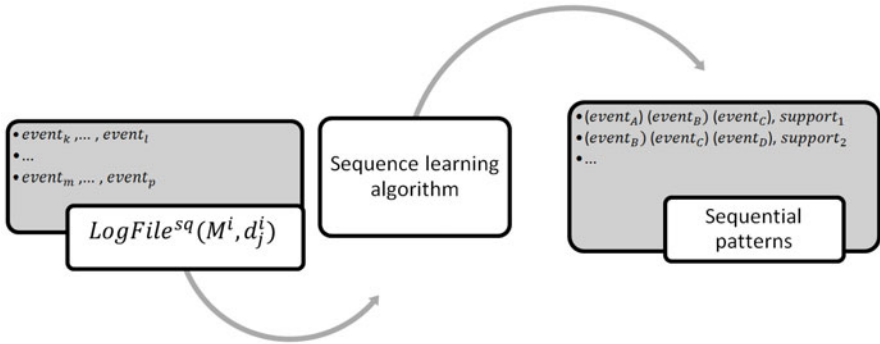 • event_k ,… , event_l
• …
• event_m ,… , event_p
LogFile^sq(M^i, d_j^i)
Sequence learning
algorithm
• (event_A) (event_B) (event_C), support_1
• (event_B) (event_C) (event_D), support_2
• …
Sequential
patterns